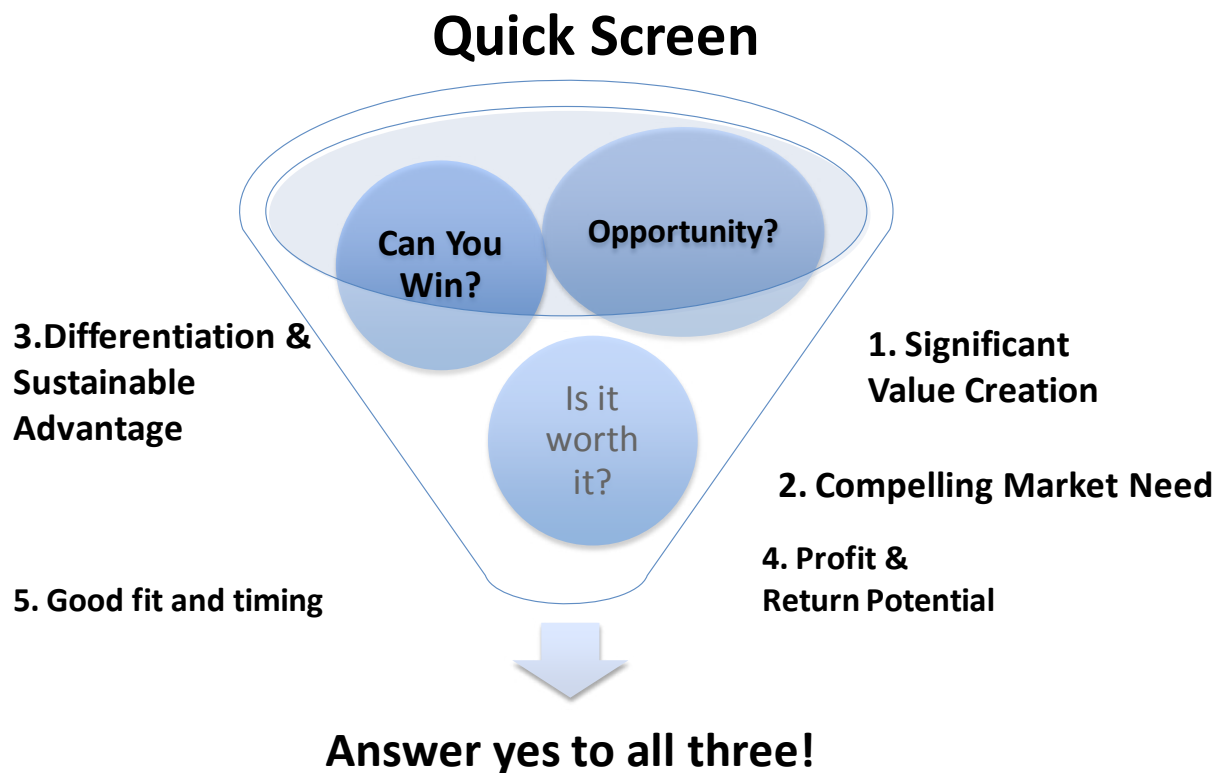 Quick Screen
Can You
Win?
Opportunity?
Is it
worth
it?
3.Differentiation &
Sustainable
Advantage
1. Significant
Value Creation
2. Compelling Market Need
4. Profit &
Return Potential
5. Good fit and timing
Answer yes to all three!